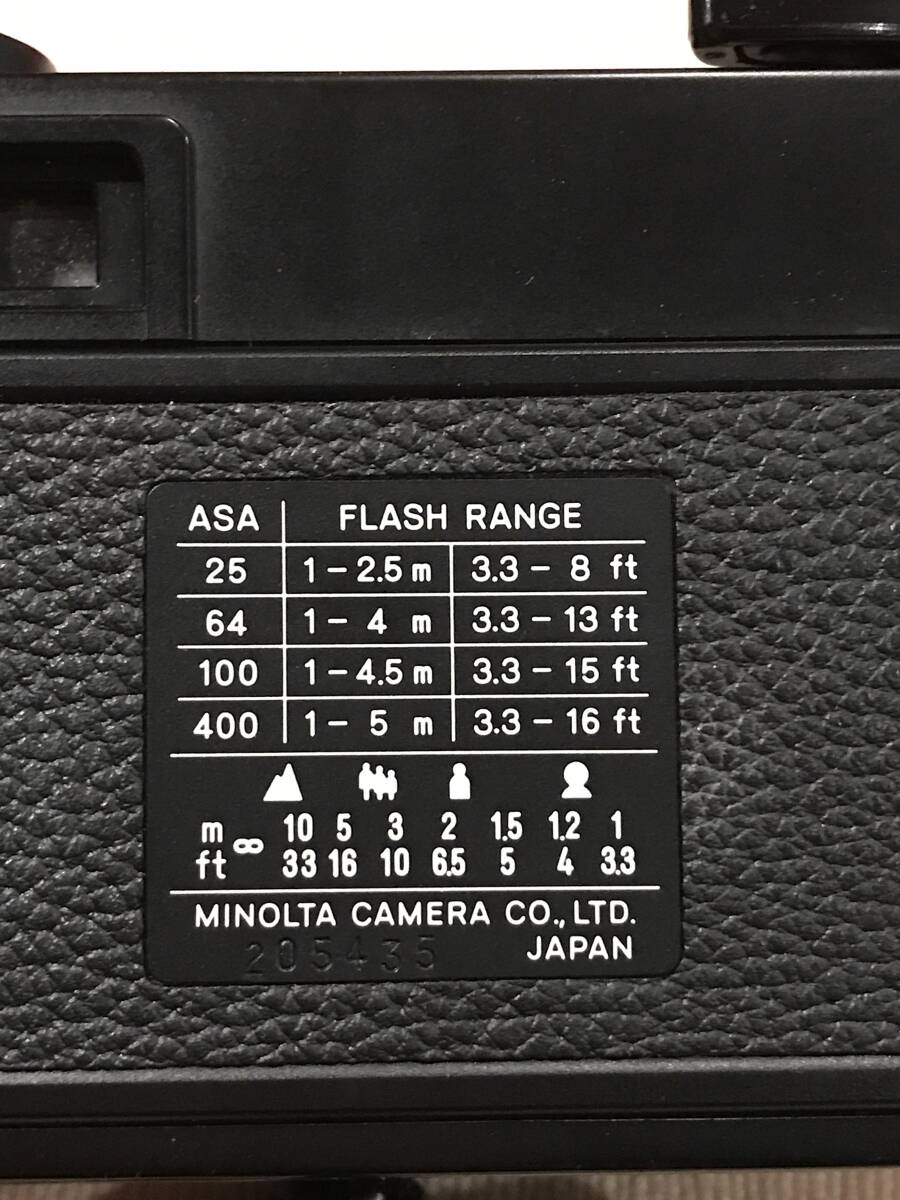 ASA FLASH RANGE
25 1 – 2.5 m 3.3 – 8 ft
64 1 – 4 m 3.3 – 13 ft
100 1 – 4.5 m 3.3 – 15 ft
400 1 – 5 m 3.3 – 16 ft
m ∞ 10 5 3 2 1.5 1.2 1
ft 33 16 10 6.5 5 4 3.3
MINOLTA CAMERA CO., LTD.
205435 JAPAN